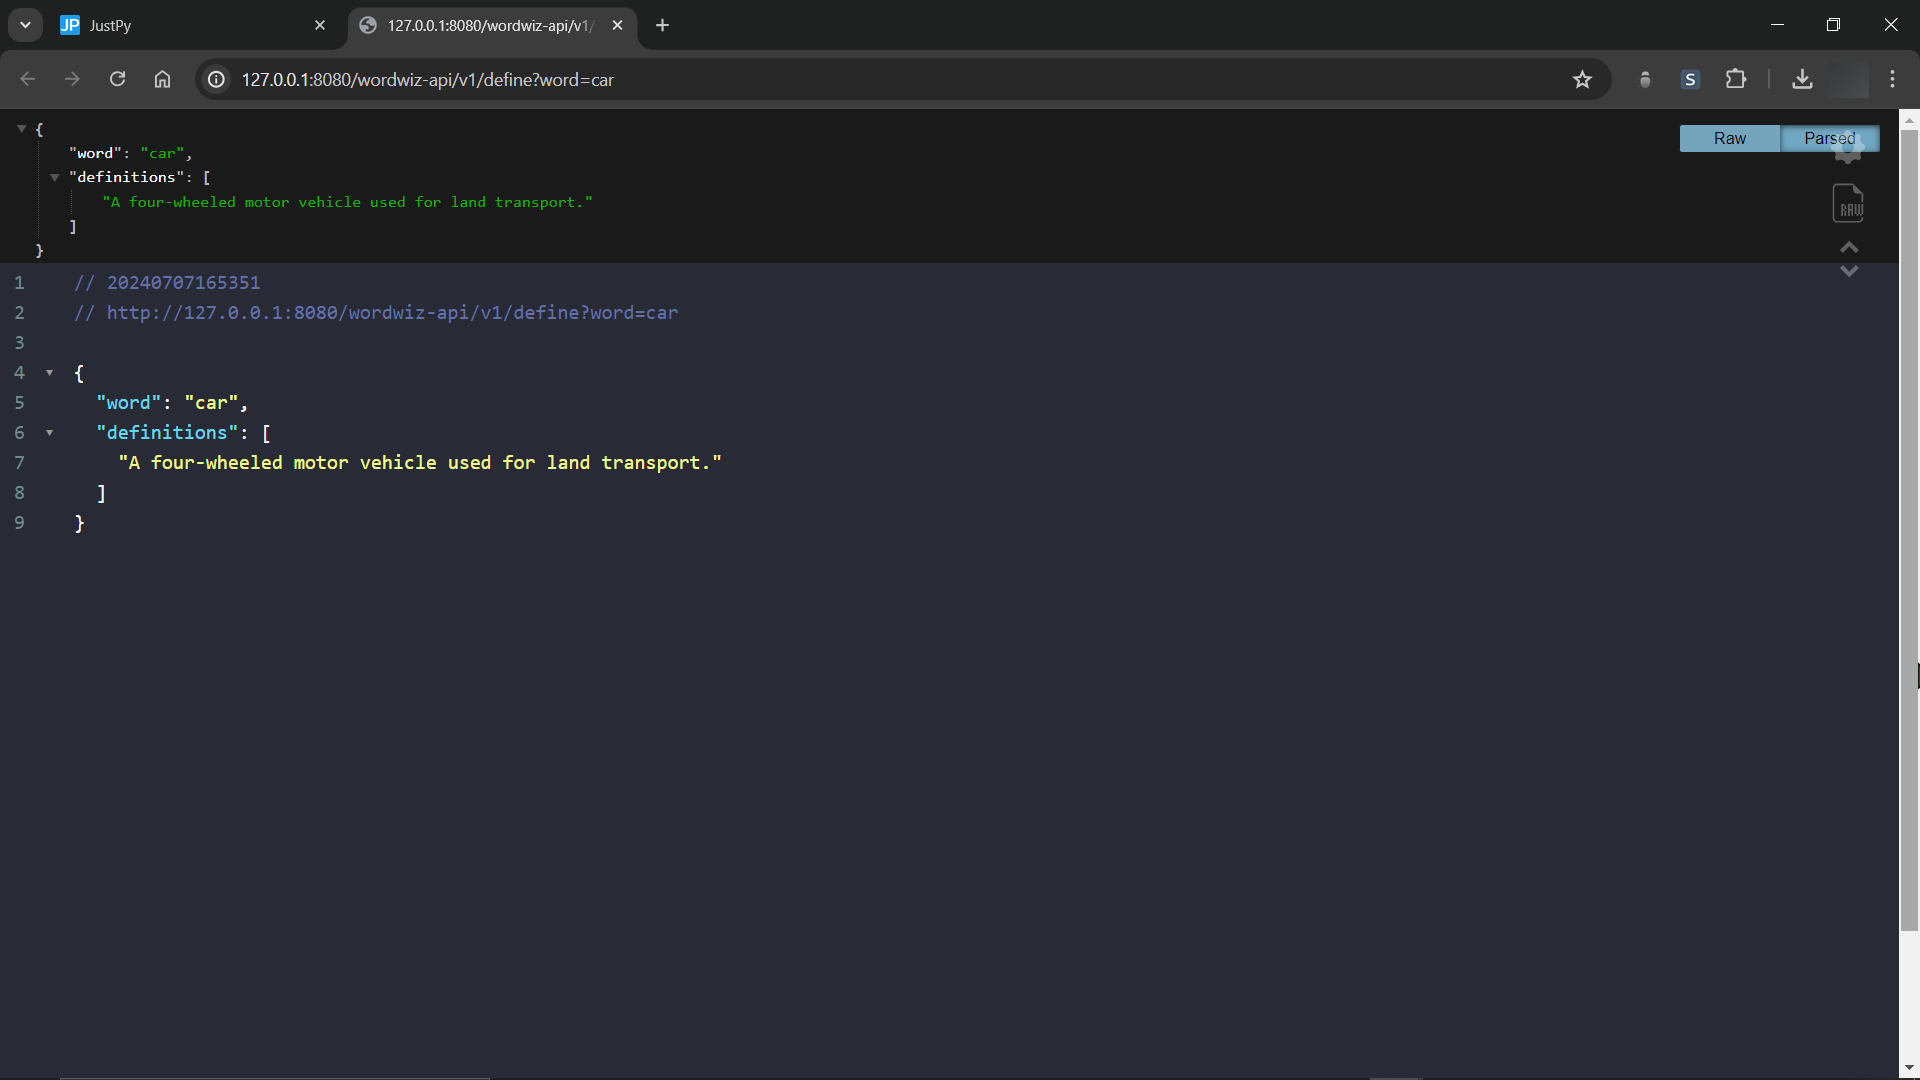 JustPy
127.0.0.1:8080/wordwiz-api/v1/
127.0.0.1:8080/wordwiz-api/v1/define?word=car
S
Raw
Parsed
{
"word": "car",
"definitions": [
"A four-wheeled motor vehicle used for land transport."
]
}
RAW
1 // 20240707165351
2 // http://127.0.0.1:8080/wordwiz-api/v1/define?word=car
3
4 {
5 "word": "car",
6 "definitions": [
7 "A four-wheeled motor vehicle used for land transport."
8 ]
9 }